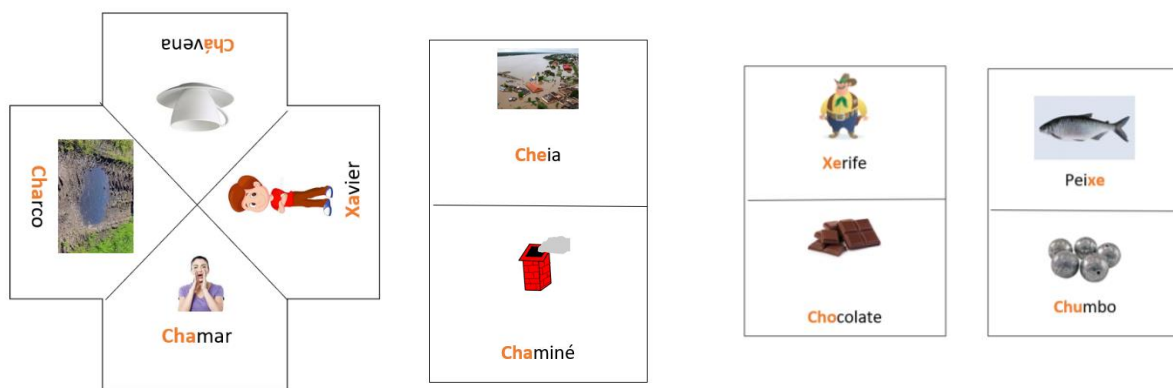 Chávena
Charco
Xavier
Chamar
Cheia
Chaminé
Xerife
Chocolate
Peixe
Chumbo